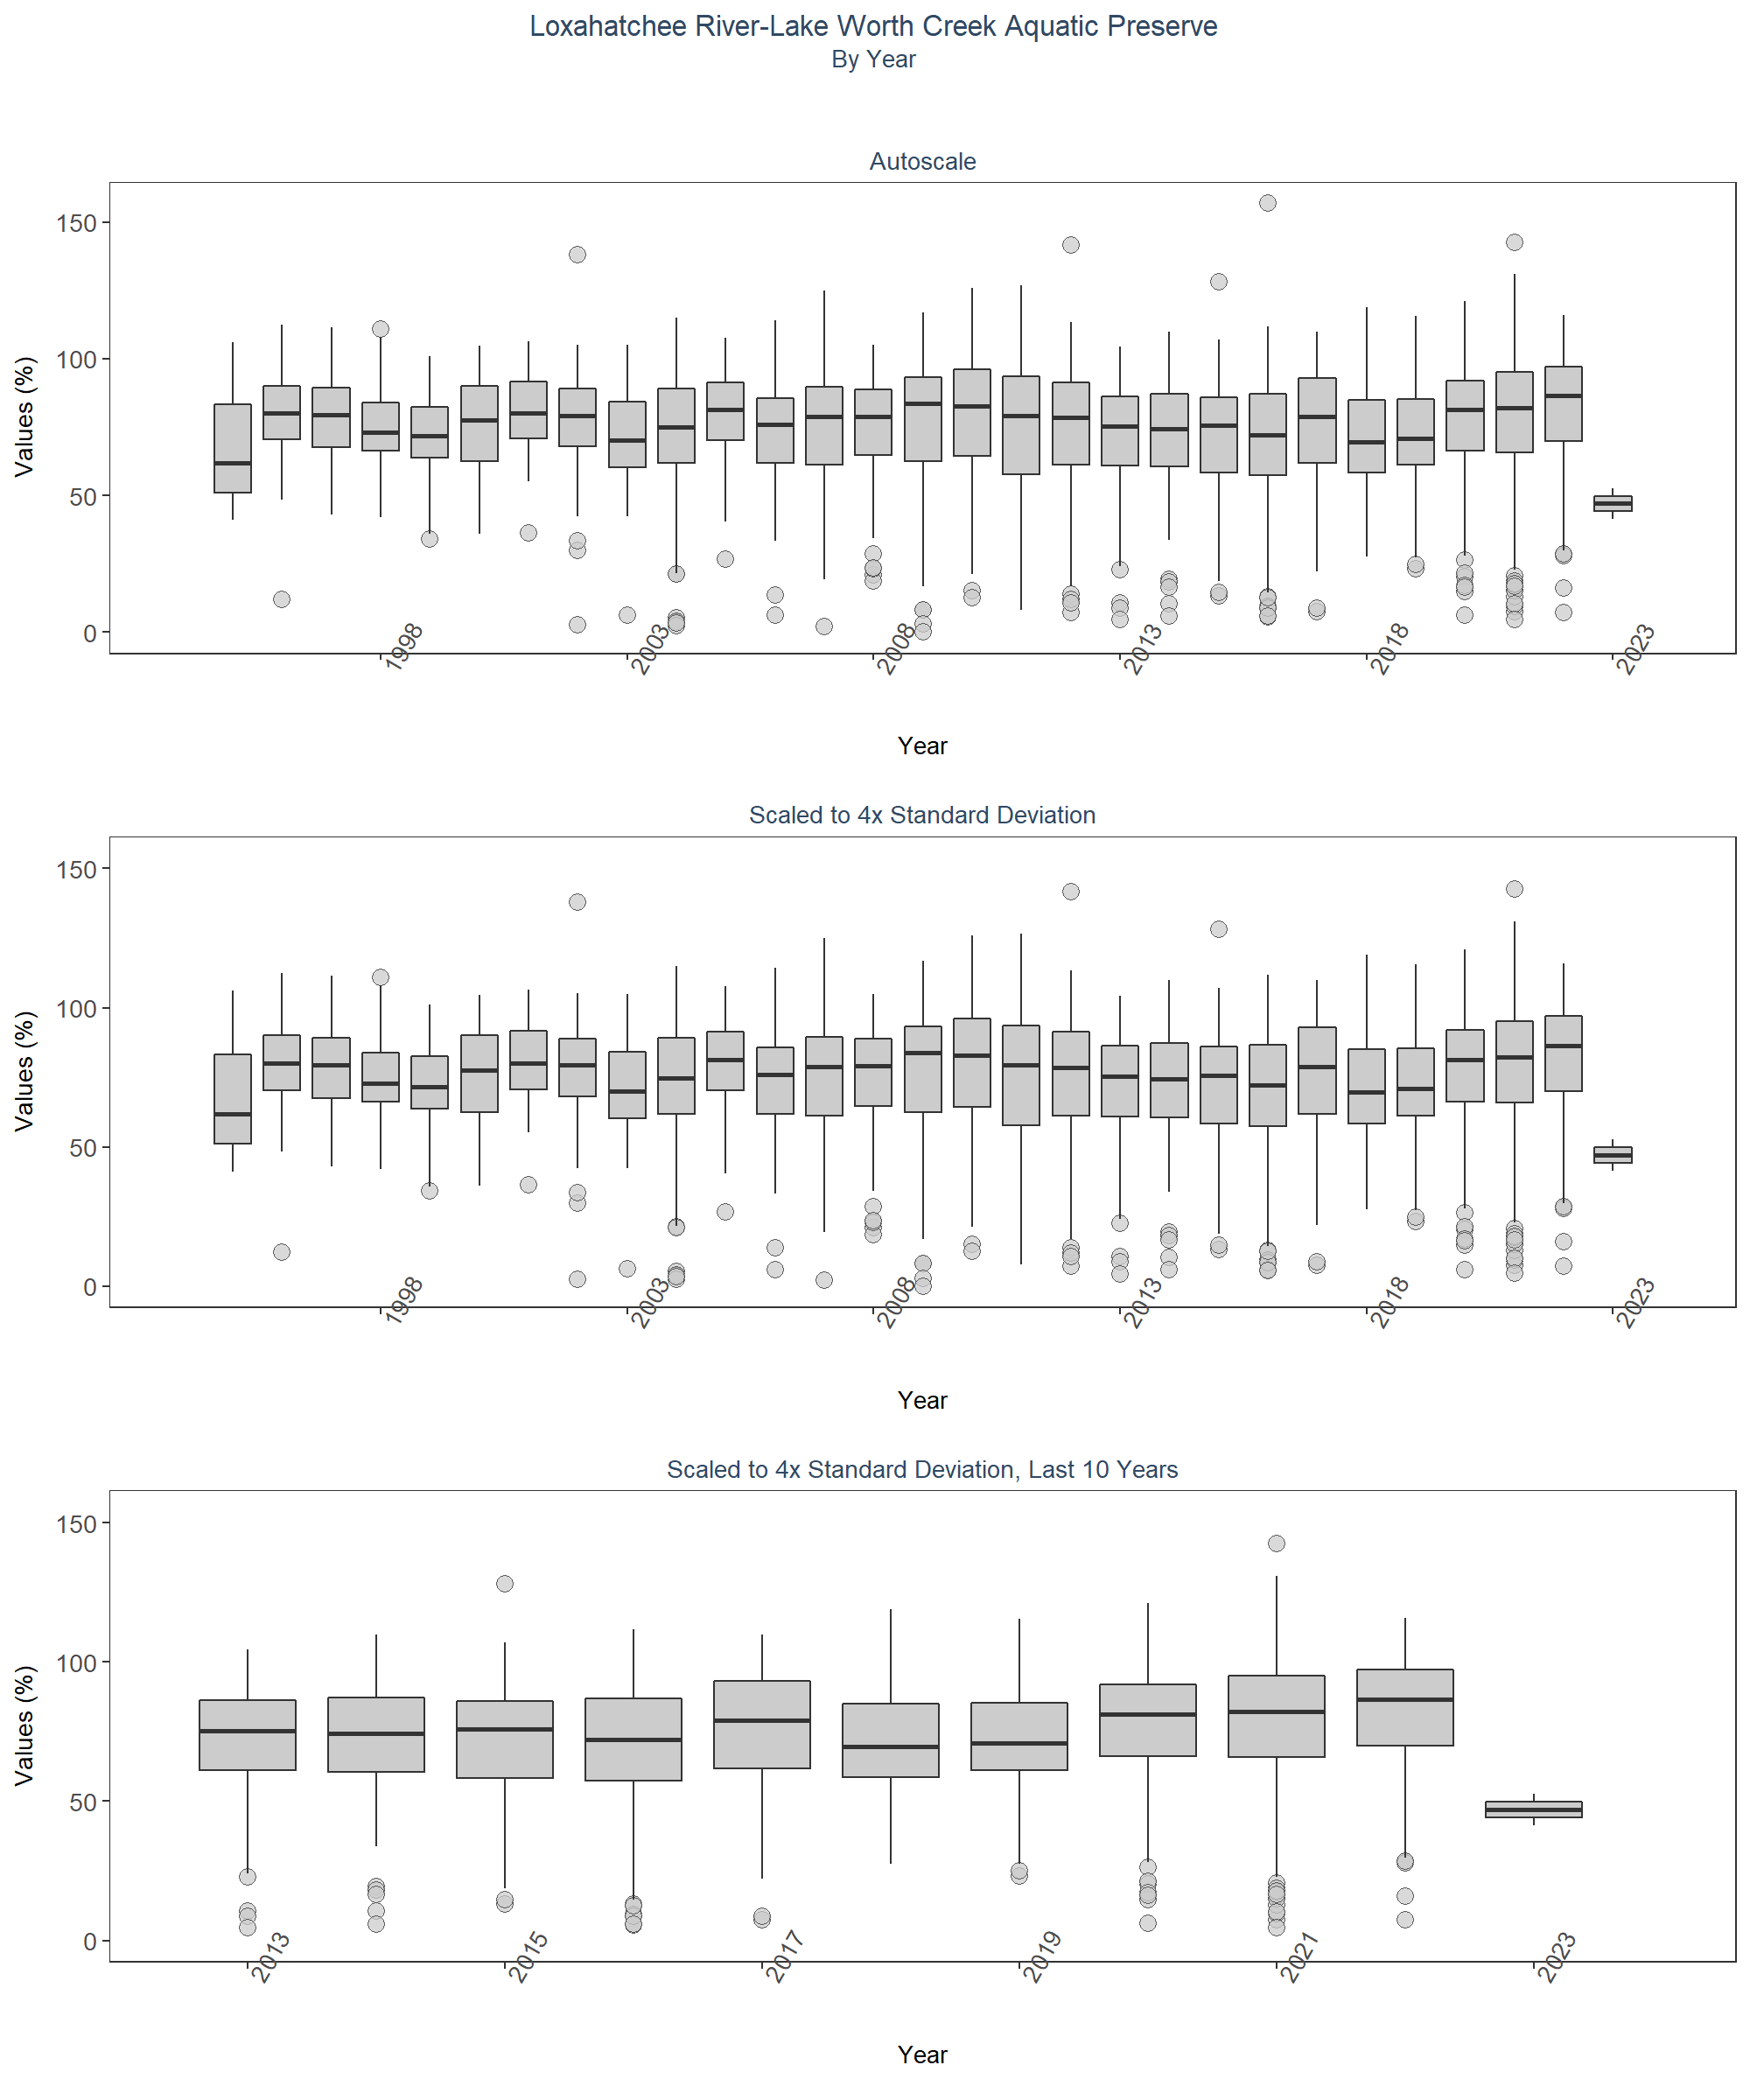 Loxahatchee River-Lake Worth Creek Aquatic Preserve
By Year
Autoscale
Values (%)
150
100
50
0
1998 2003 2008 2013 2018 2023
Year
Scaled to 4x Standard Deviation
Values (%)
150
100
50
0
1998 2003 2008 2013 2018 2023
Year
Scaled to 4x Standard Deviation, Last 10 Years
Values (%)
150
100
50
0
2013 2015 2017 2019 2021 2023
Year